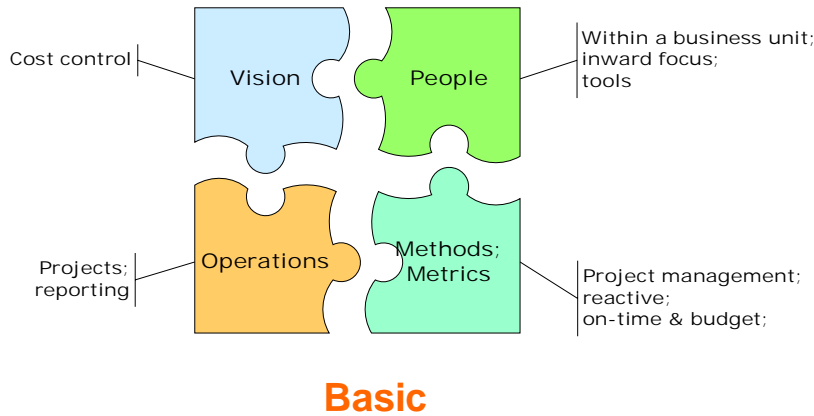 Cost control
Vision
People
Within a business unit;
inward focus;
tools
Projects;
reporting
Operations
Methods;
Metrics
Project management;
reactive;
on-time & budget;
Basic